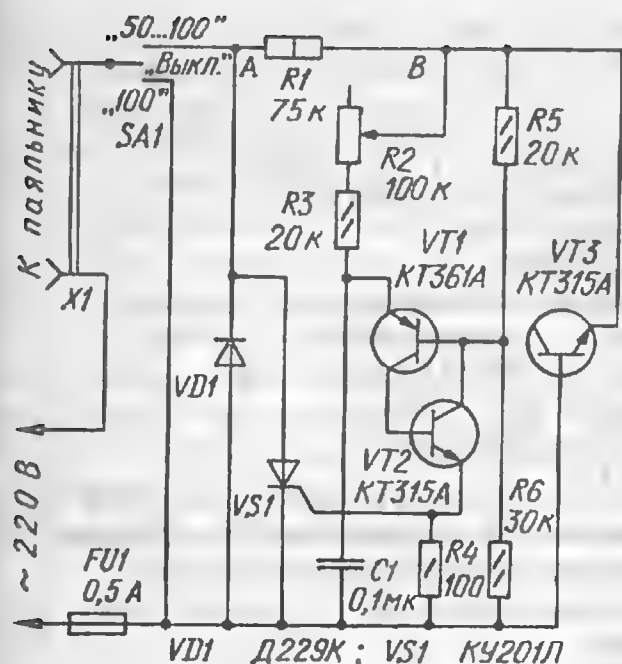 „50...100"
„Выкл."
„100"
SA1
А
R1
75 к
В
К паяльнику
X1
R2
100 к
R3
20 к
R5
20 к
VT1
КТ361А
VT3
КТ315А
VD1
VT2
КТ315А
VS1
~ 220 В
FU1
0,5 А
C1
0,1мк
R4
100
R6
30к
VD1 Д229К ; VS1 КУ201Л